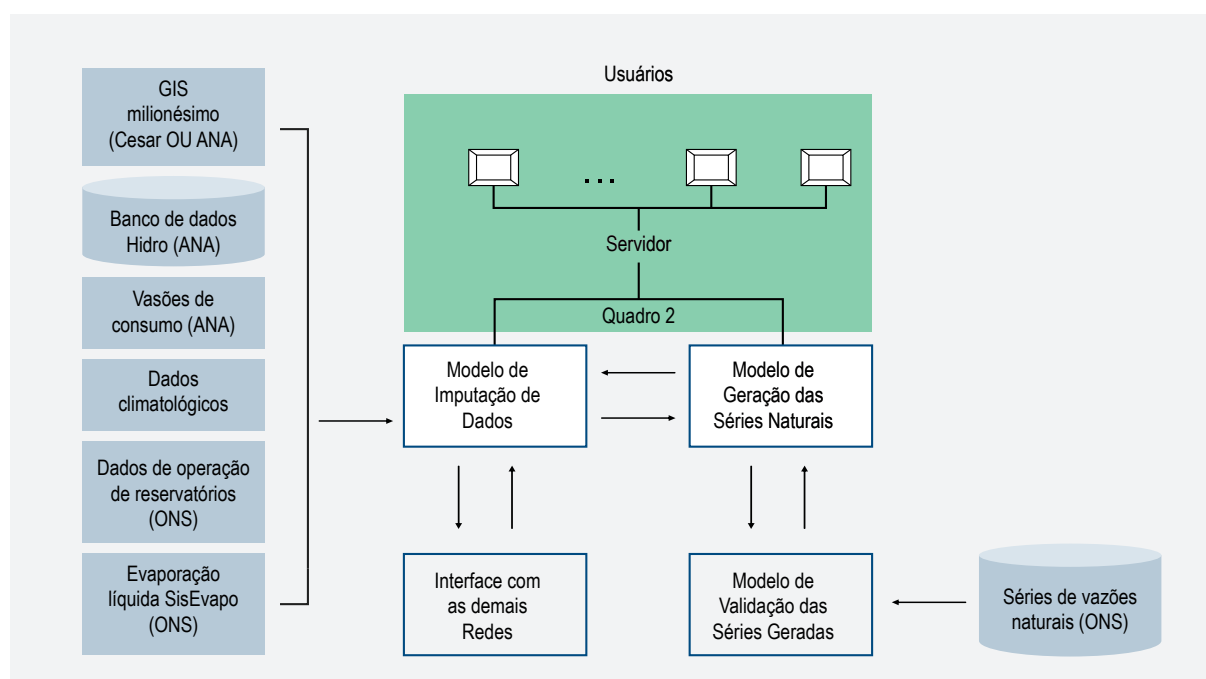 GIS
milionésimo
(Cesar OU ANA)
Banco de dados
Hidro (ANA)
Vasões de
consumo (ANA)
Dados
climatológicos
Dados de operação
de reservatórios
(ONS)
Evaporação
líquida SisEvapo
(ONS)
Usuários
...
Servidor
Quadro 2
Modelo de
Imputação de
Dados
Modelo de
Geração das
Séries Naturais
Interface com
as demais
Redes
Modelo de
Validação das
Séries Geradas
Séries de vazões
naturais (ONS)